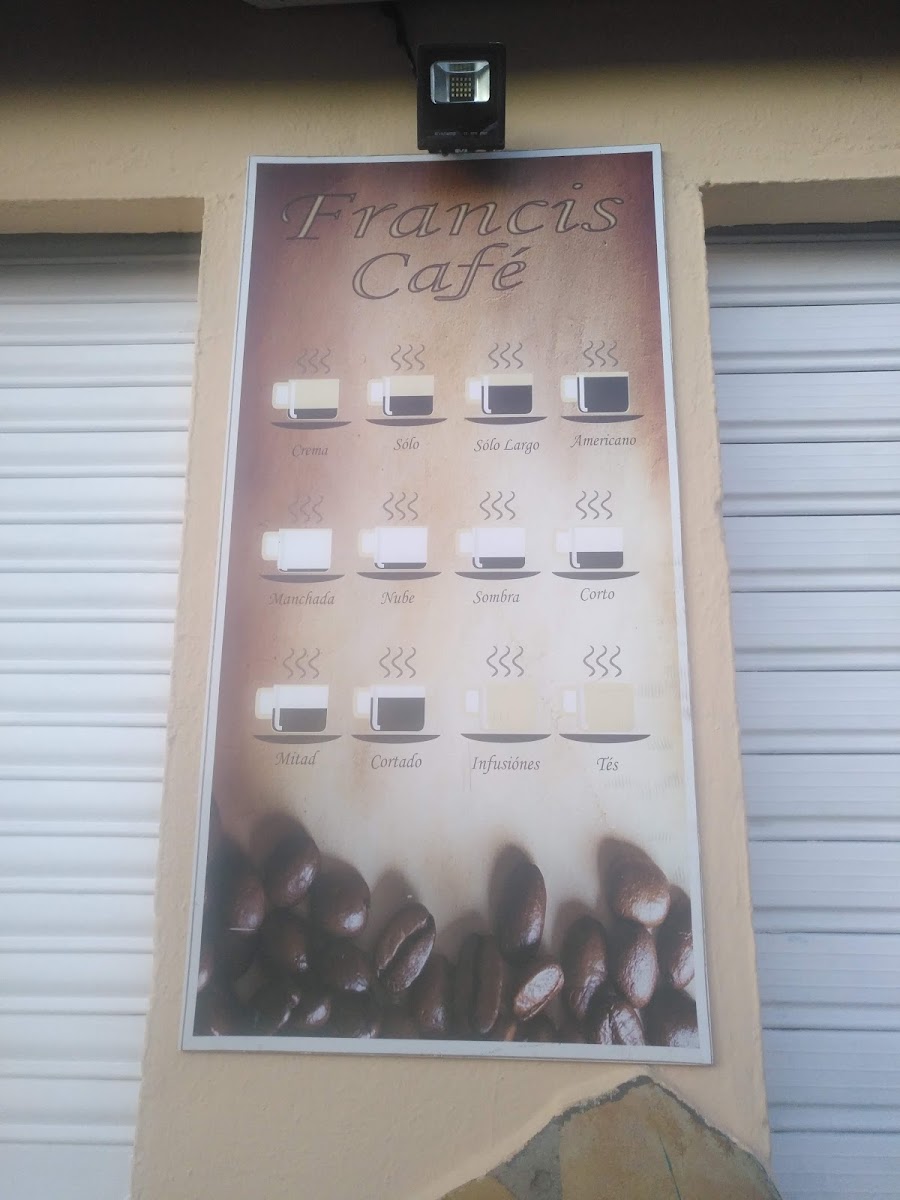 Francis
Café
Crema Sólo Sólo Largo Americano
Manchada Nube Sombra Corto
Mitad Cortado Infusiónes Tés